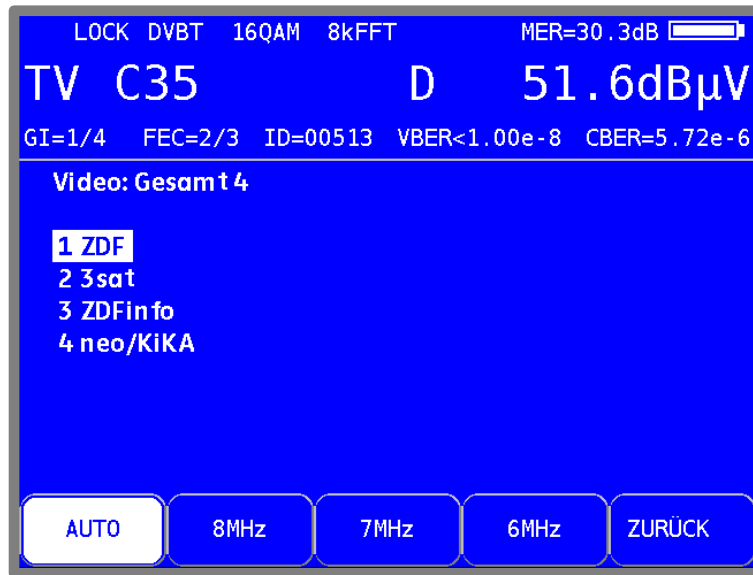 LOCK DVBT 16QAM 8kFFT MER=30.3dB
TV C35 D 51.6dBµV
GI=1/4 FEC=2/3 ID=00513 VBER<1.00e-8 CBER=5.72e-6
Video: Gesamt 4
1 ZDF
2 3sat
3 ZDFinfo
4 neo/KiKA
AUTO 8MHz 7MHz 6MHz ZURÜCK